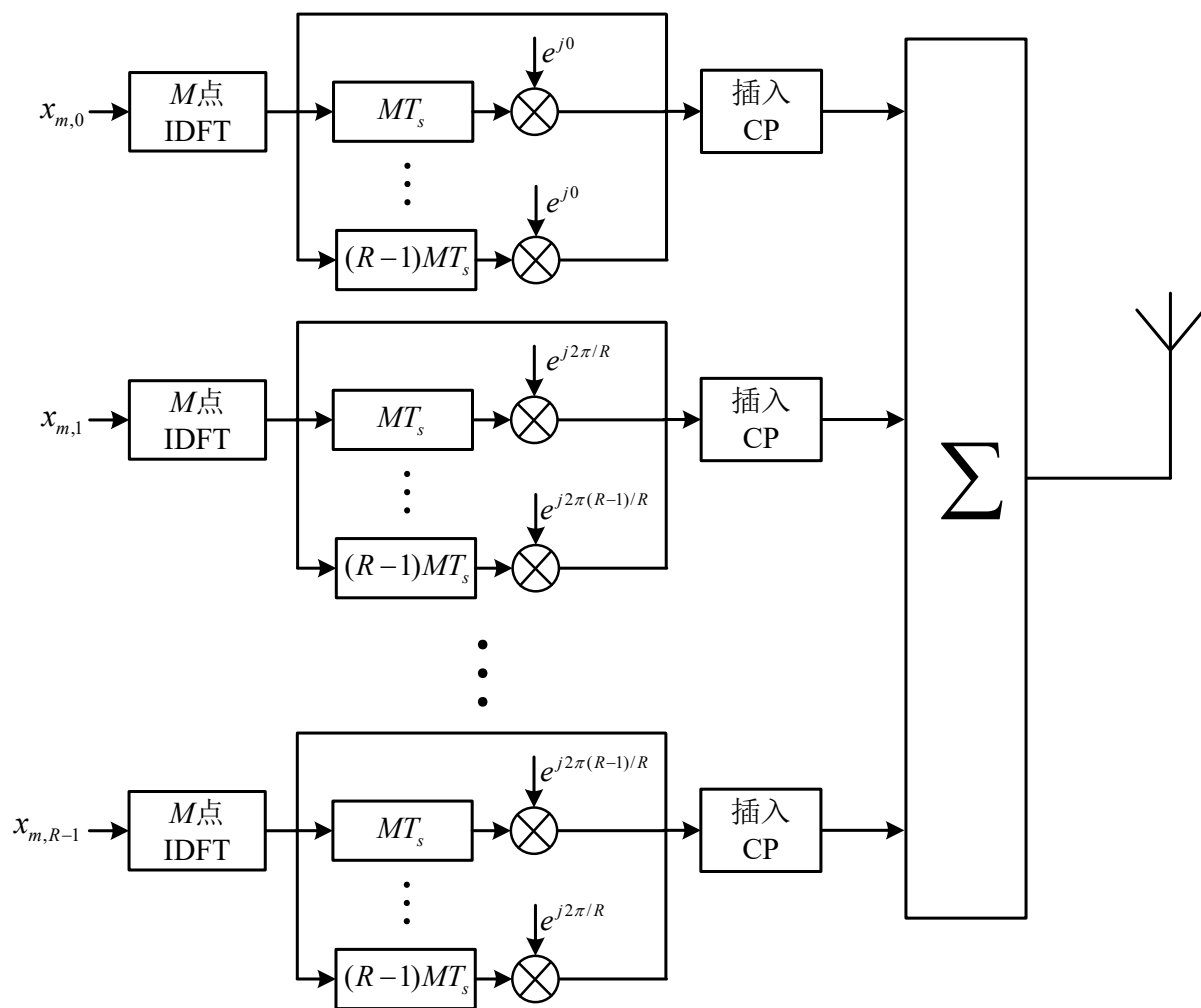 e^{j0}
x_{m,0}
M点
IDFT
MT_s
插入
CP
e^{j0}
(R−1)MT_s
e^{j2π/R}
x_{m,1}
M点
IDFT
MT_s
插入
CP
e^{j2π(R−1)/R}
(R−1)MT_s
Σ
e^{j2π(R−1)/R}
x_{m,R−1}
M点
IDFT
MT_s
插入
CP
e^{j2π/R}
(R−1)MT_s